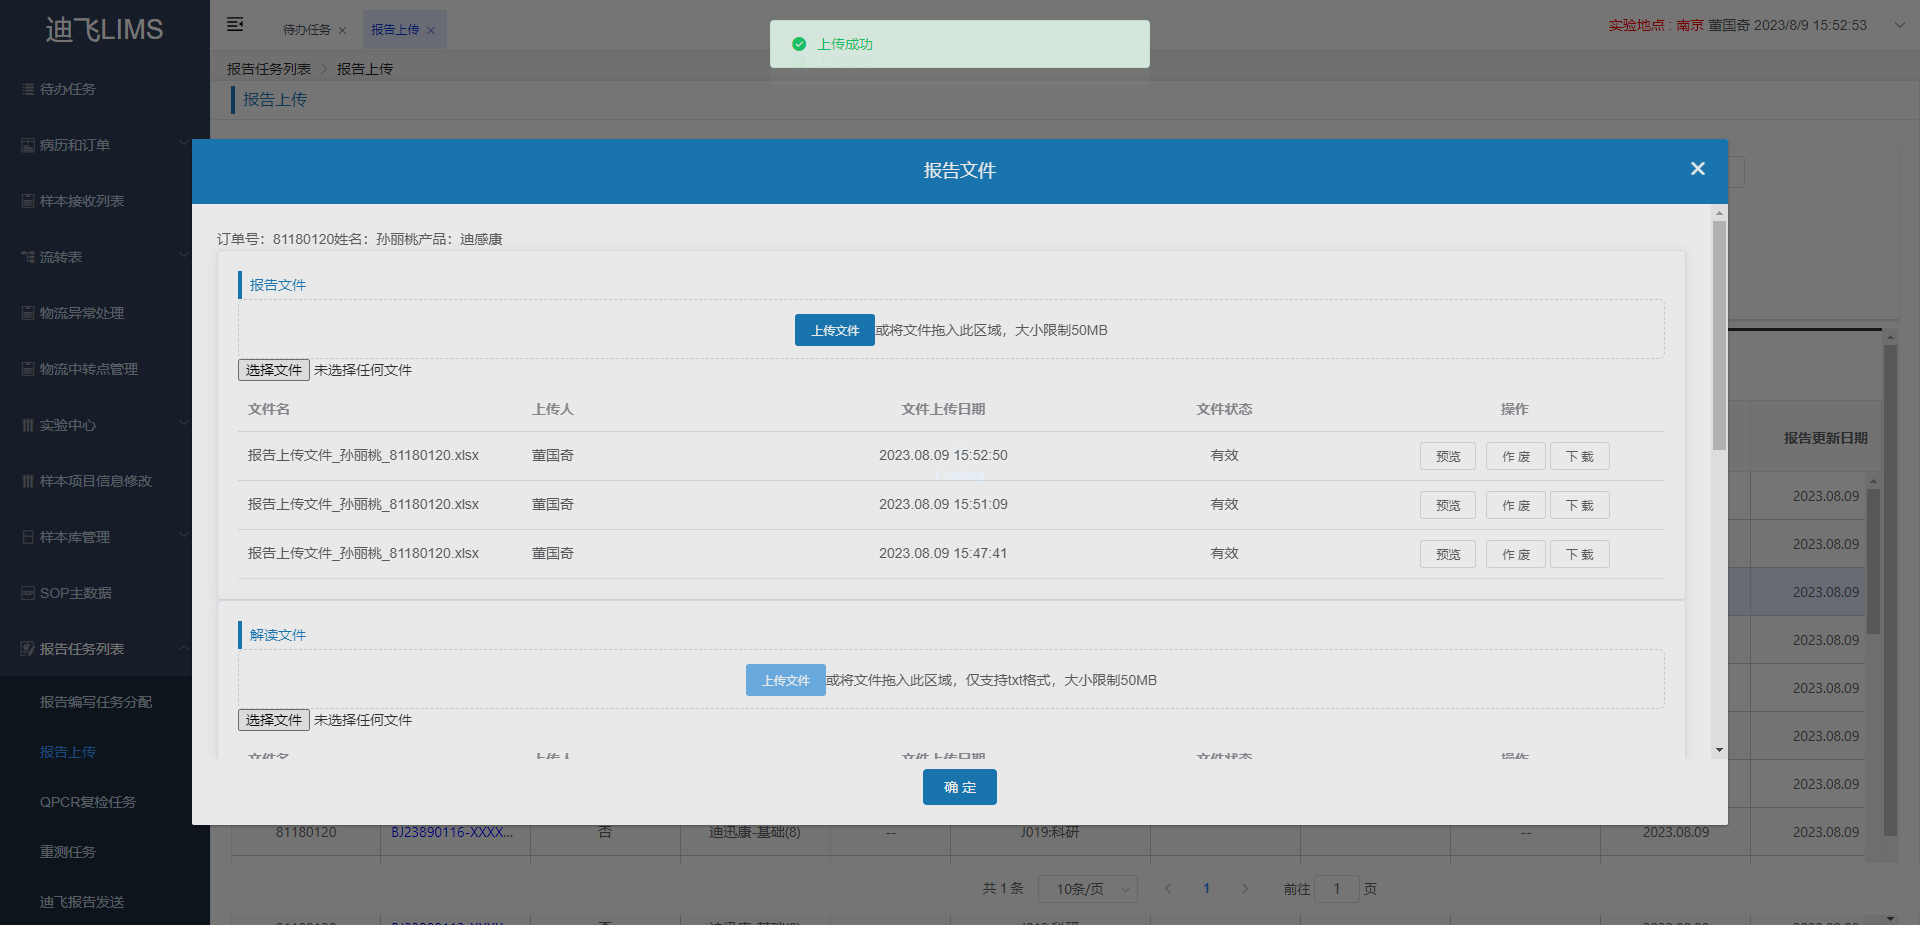 迪飞LIMS
待办任务
报告上传
上传成功
实验地点 : 南京 董国奇 2023/8/9 15:52:53
报告任务列表
报告上传
报告上传
待办任务
病历和订单
样本接收列表
流转表
物流异常处理
物流中转点管理
实验中心
样本项目信息修改
样本库管理
SOP主数据
报告任务列表
报告编写任务分配
报告上传
QPCR复检任务
重测任务
迪飞报告发送
报告文件
订单号：81180120姓名：孙丽桃产品：迪感康
报告文件
上传文件 或将文件拖入此区域，大小限制50MB
选择文件 未选择任何文件
文件名 上传人 文件上传日期 文件状态 操作
报告上传文件_孙丽桃_81180120.xlsx 董国奇 2023.08.09 15:52:50 有效 预览 作 废 下 载
Loading
报告上传文件_孙丽桃_81180120.xlsx 董国奇 2023.08.09 15:51:09 有效 预览 作 废 下 载
报告上传文件_孙丽桃_81180120.xlsx 董国奇 2023.08.09 15:47:41 有效 预览 作 废 下 载
解读文件
上传文件 或将文件拖入此区域，仅支持txt格式，大小限制50MB
选择文件 未选择任何文件
文件名 上传人 文件上传日期 文件状态 操作
确 定
报告更新日期
2023.08.09
2023.08.09
2023.08.09
2023.08.09
2023.08.09
2023.08.09
2023.08.09
81180120 BJ23890116-XXXX... 否 迪迅康-基础(8) -- J019:科研 -- 2023.08.09 2023.08.09
共 1 条 10条/页 1 前往 1 页